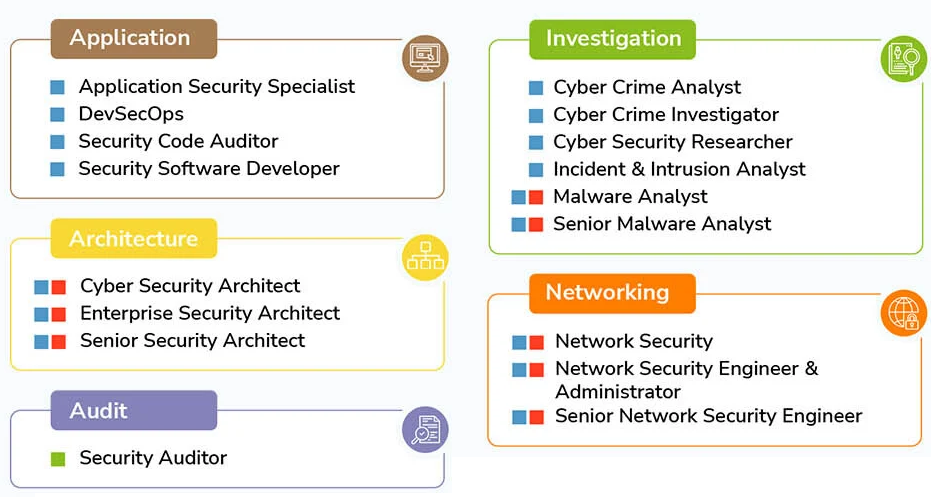 Application
Application Security Specialist
DevSecOps
Security Code Auditor
Security Software Developer
Architecture
Cyber Security Architect
Enterprise Security Architect
Senior Security Architect
Audit
Security Auditor
Investigation
Cyber Crime Analyst
Cyber Crime Investigator
Cyber Security Researcher
Incident & Intrusion Analyst
Malware Analyst
Senior Malware Analyst
Networking
Network Security
Network Security Engineer &
Administrator
Senior Network Security Engineer